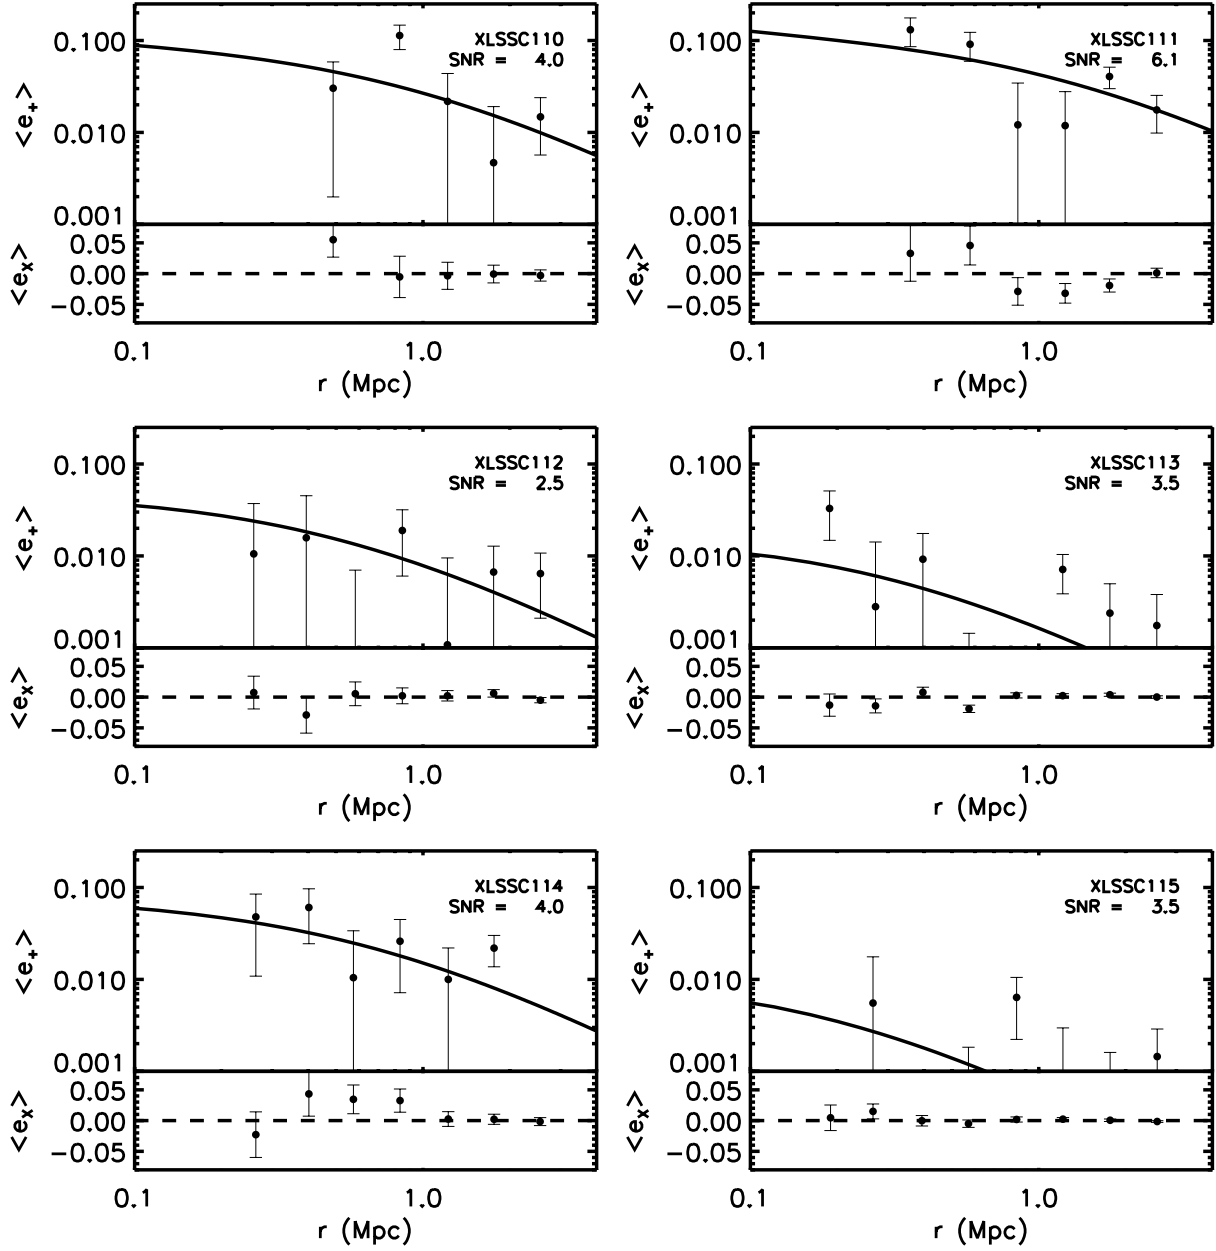 XLSSC110
SNR = 4.0
0.100
0.010
0.001
<e+>
0.05
0.00
−0.05
<ex>
0.1
1.0
r (Mpc)
XLSSC111
SNR = 6.1
0.100
0.010
0.001
<e+>
0.05
0.00
−0.05
<ex>
0.1
1.0
r (Mpc)
XLSSC112
SNR = 2.5
0.100
0.010
0.001
<e+>
0.05
0.00
−0.05
<ex>
0.1
1.0
r (Mpc)
XLSSC113
SNR = 3.5
0.100
0.010
0.001
<e+>
0.05
0.00
−0.05
<ex>
0.1
1.0
r (Mpc)
XLSSC114
SNR = 4.0
0.100
0.010
0.001
<e+>
0.05
0.00
−0.05
<ex>
0.1
1.0
r (Mpc)
XLSSC115
SNR = 3.5
0.100
0.010
0.001
<e+>
0.05
0.00
−0.05
<ex>
0.1
1.0
r (Mpc)